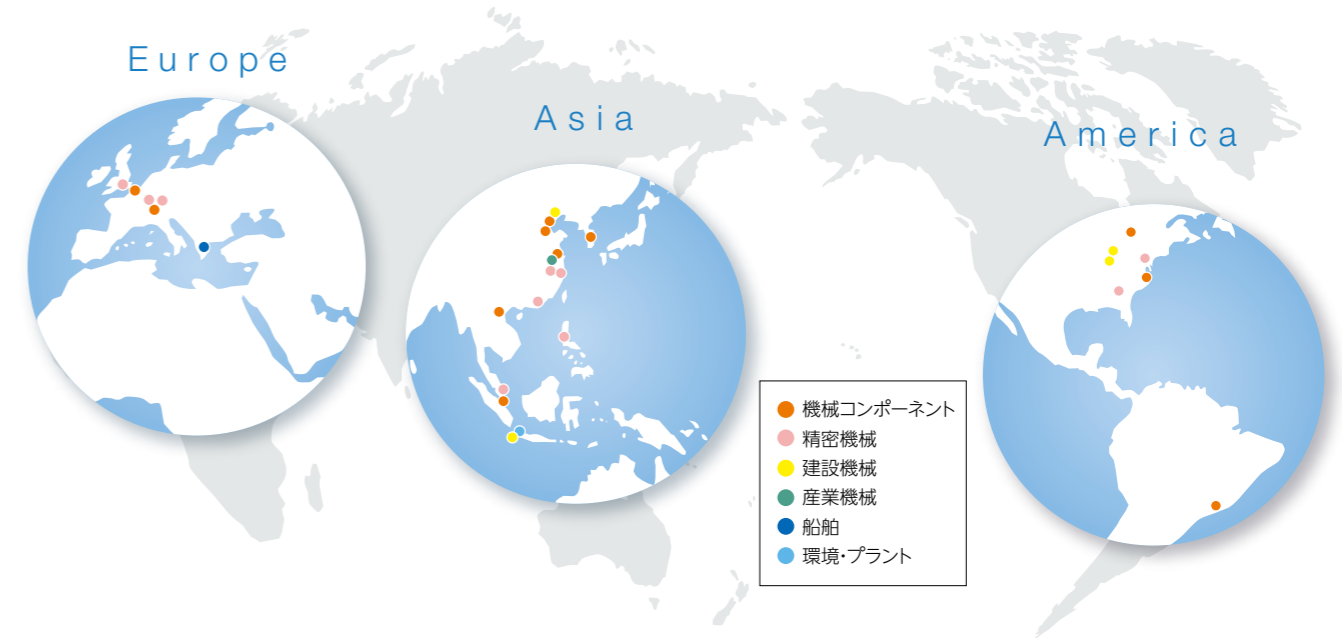 Europe
Asia
America
機械コンポーネント
精密機械
建設機械
産業機械
船舶
環境・プラント